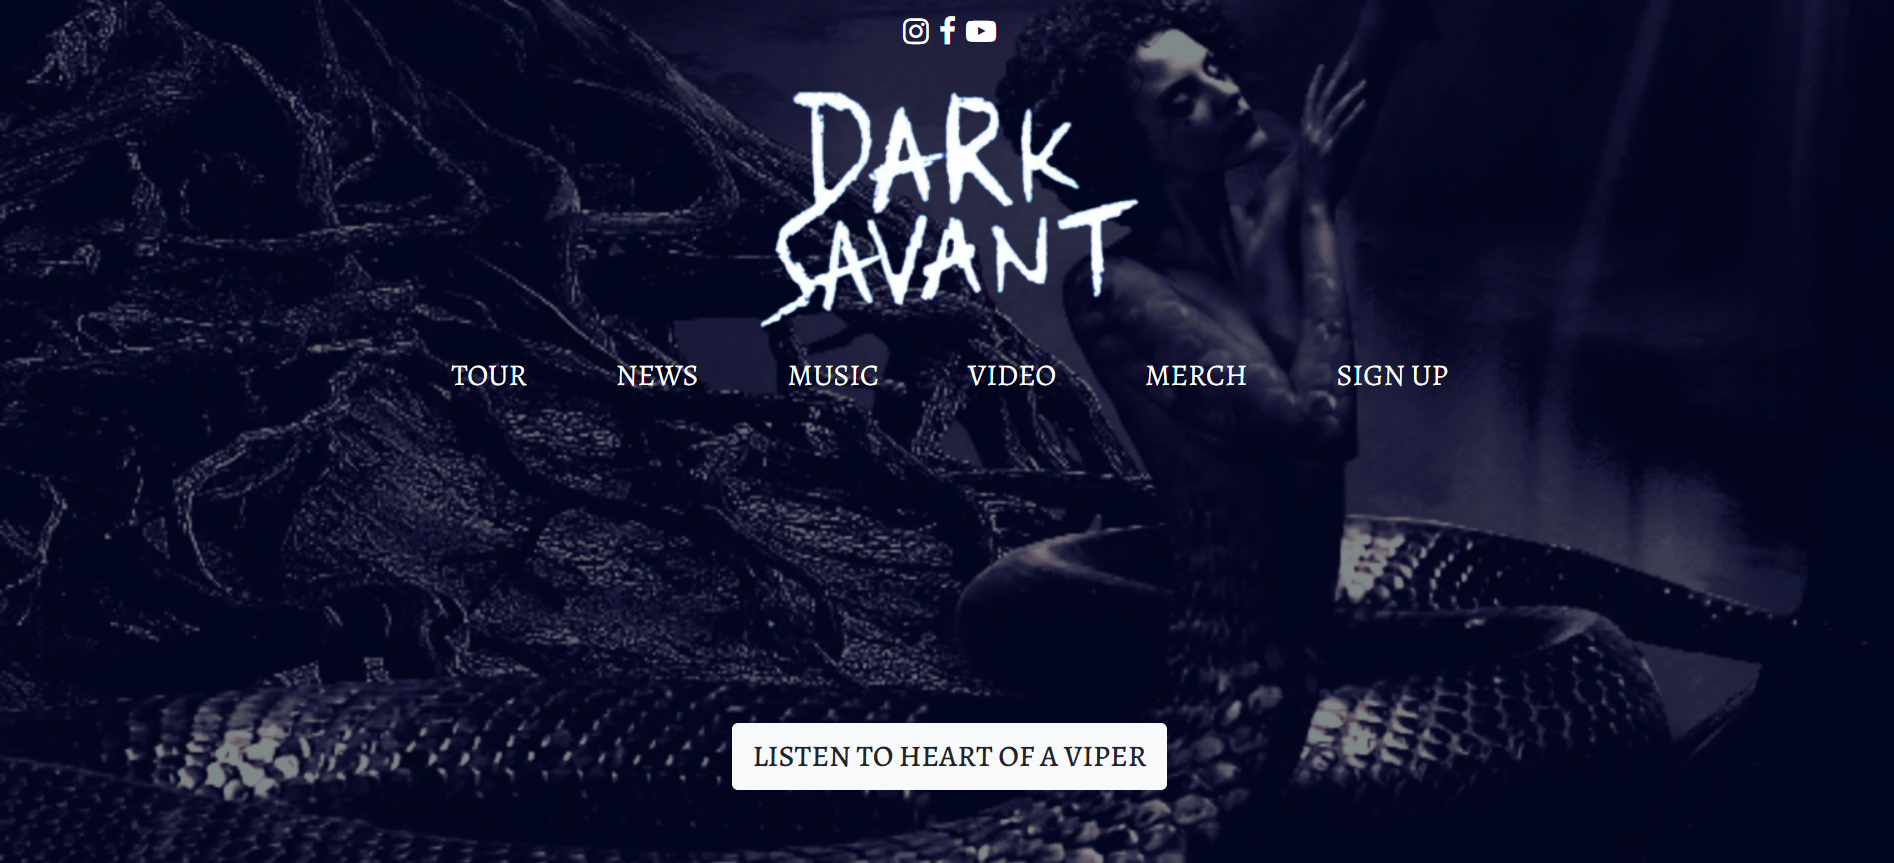 DARK
SAVANT
TOUR NEWS MUSIC VIDEO MERCH SIGN UP
LISTEN TO HEART OF A VIPER